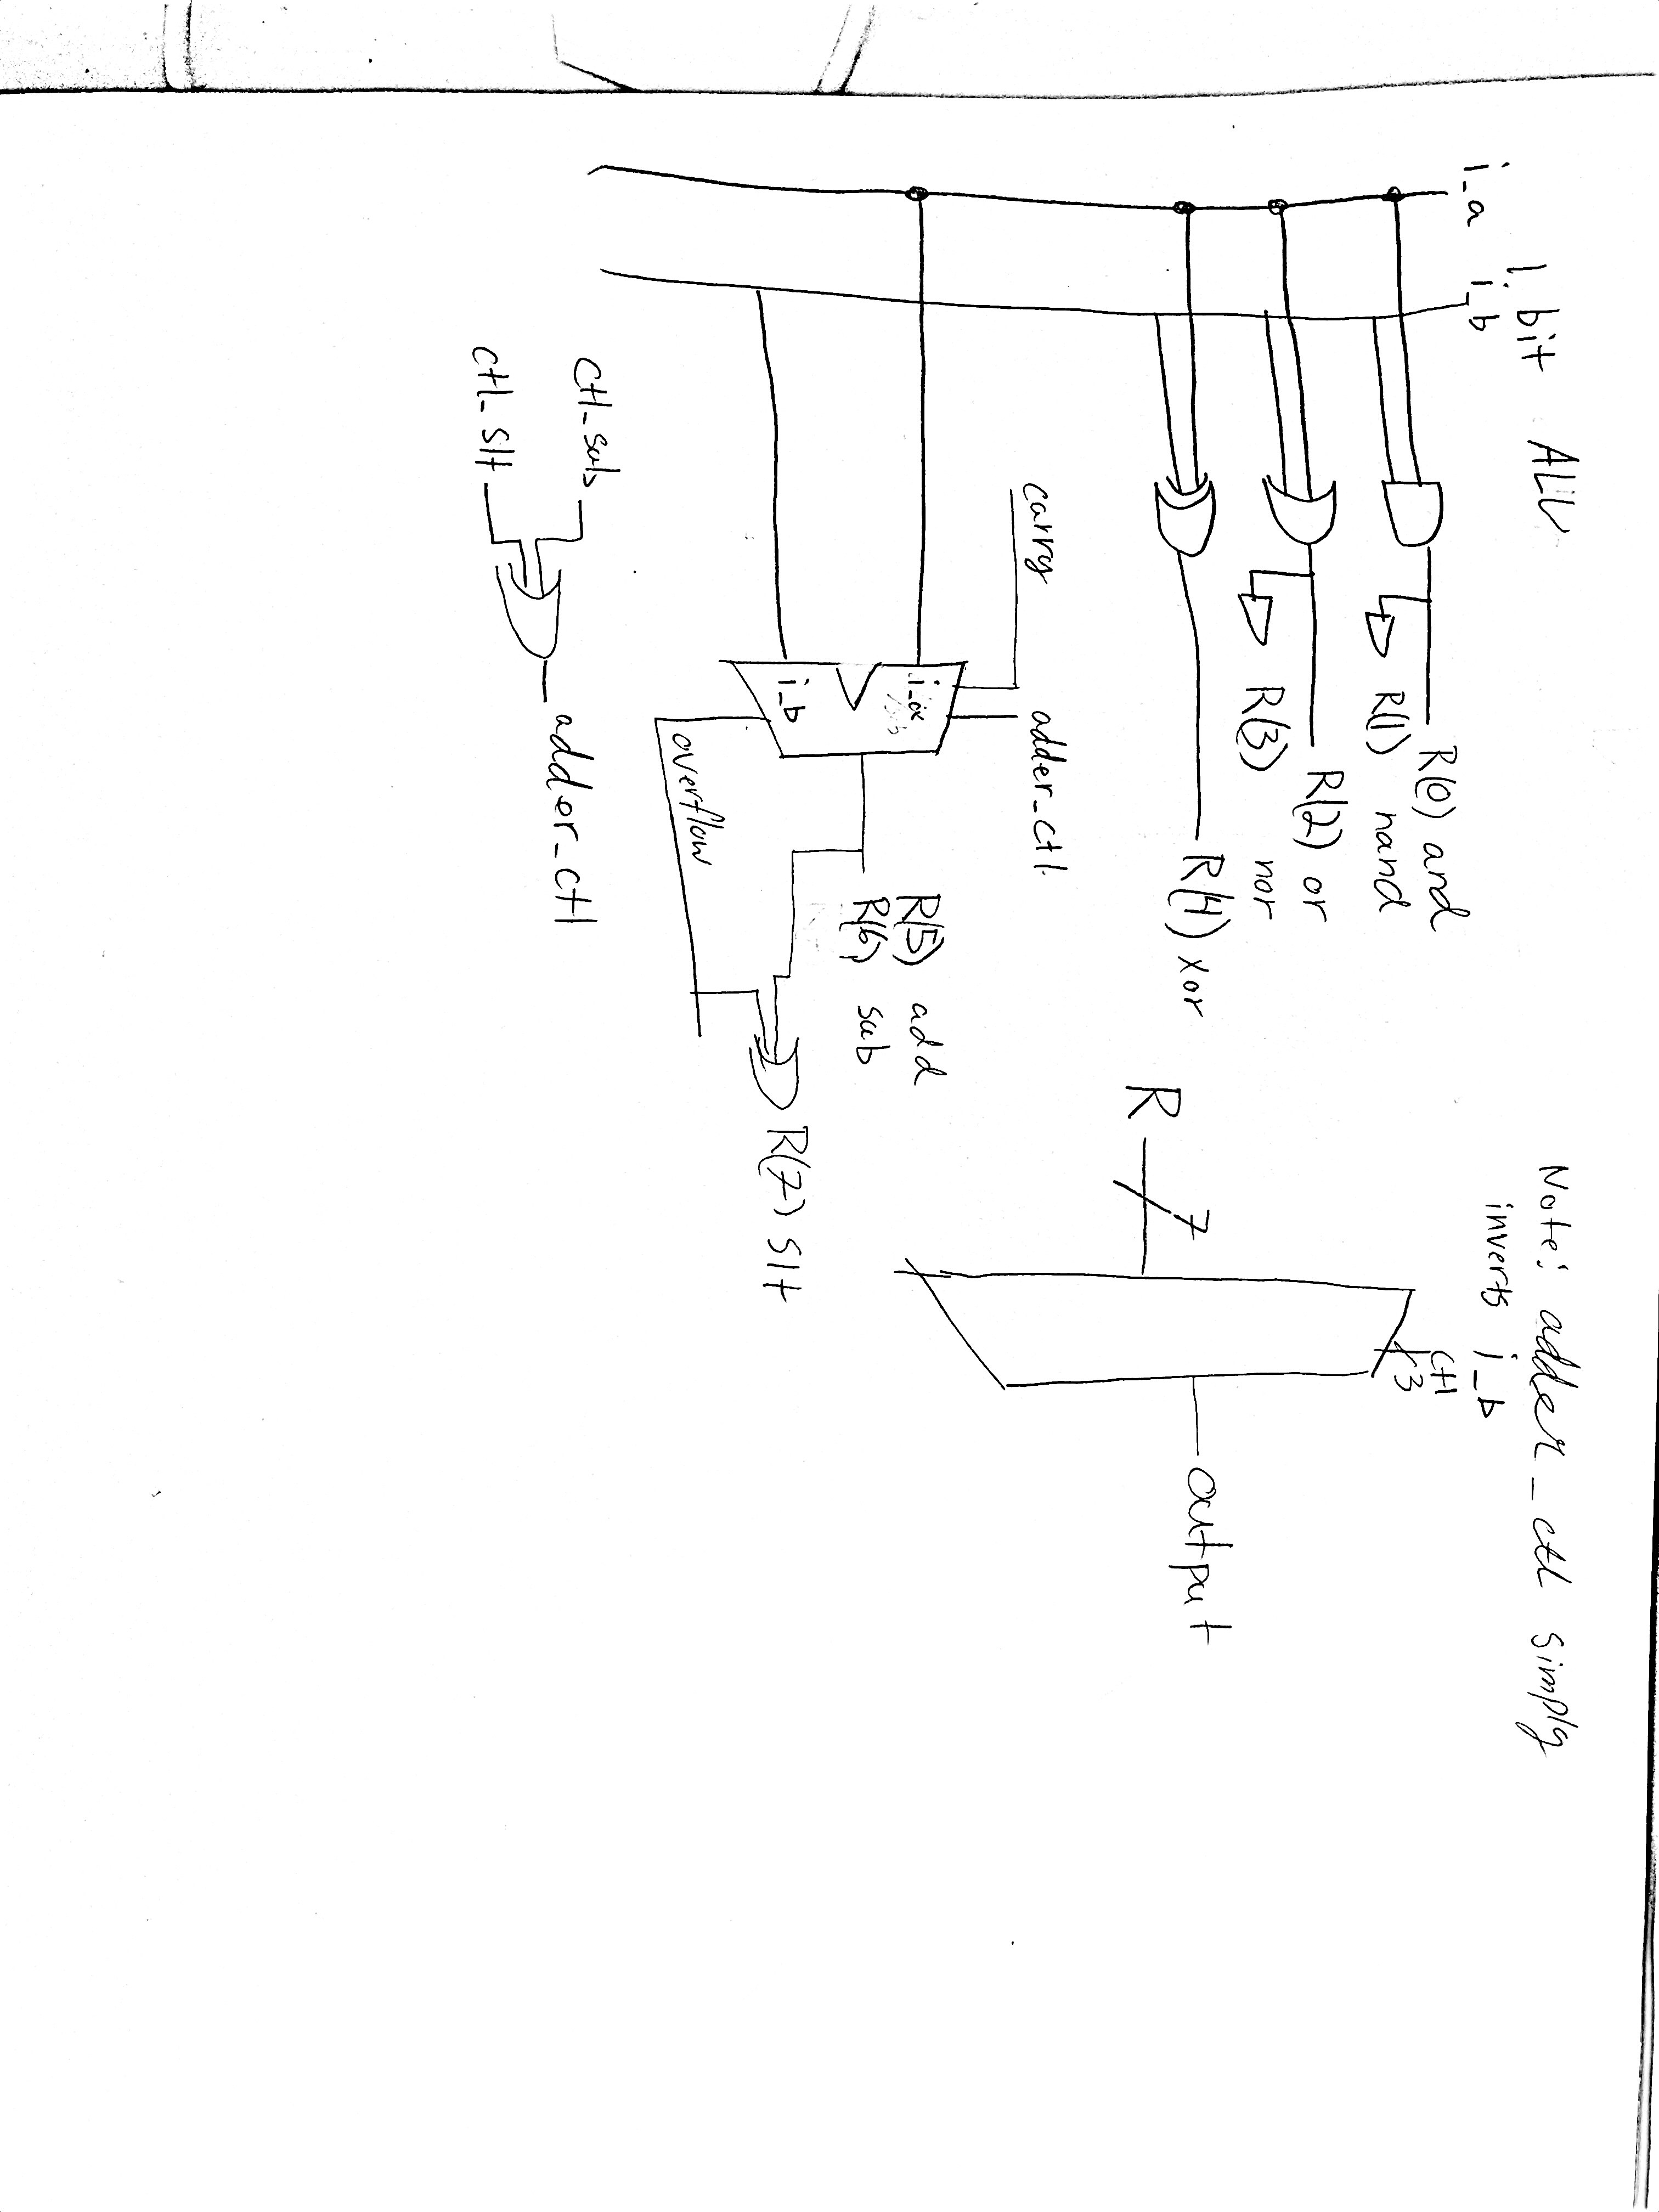 1 bit ALU
i_a
i_b
R(0) and
R(1) nand
R(2) or
R(3) nor
R(4) xor
carry
adder_ctl
i_a
i_b
R(5) add
R(6) sub
overflow
R(7) slt
ctl_sub
ctl_slt
adder_ctl
Note: adder_ctl simply
inverts i_b
R
7
ctl
3
output